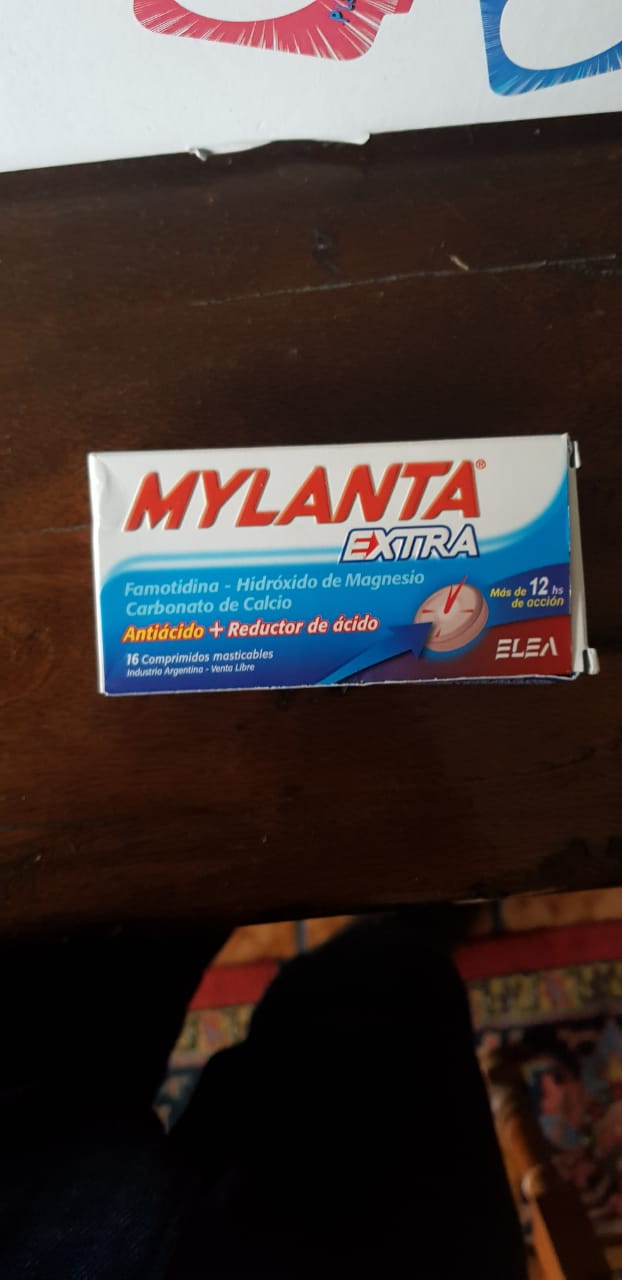 MYLANTA®
EXTRA
Famotidina - Hidróxido de Magnesio
Carbonato de Calcio
Antiácido + Reductor de ácido
16 Comprimidos masticables
Industria Argentina - Venta Libre
Más de 12 hs
de acción
ELEA